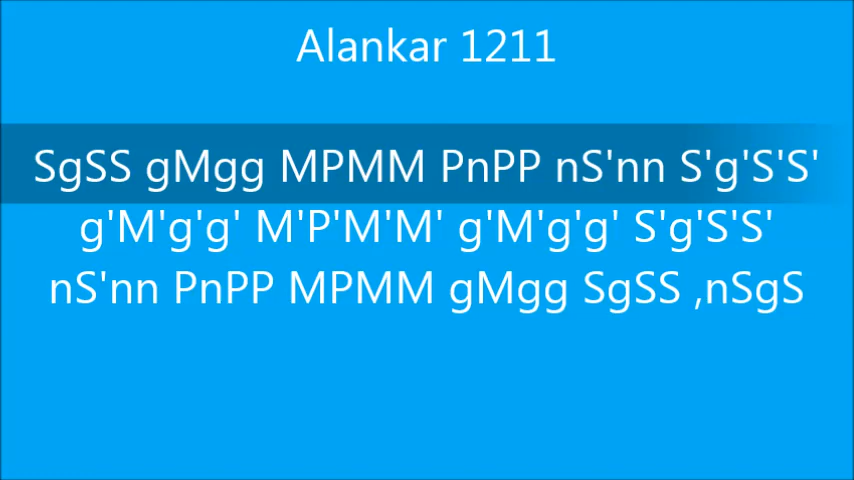 Alankar 1211
SgSS gMgg MPMM PnPP nS'nn S'g'S'S'
g'M'g'g' M'P'M'M' g'M'g'g' S'g'S'S'
nS'nn PnPP MPMM gMgg SgSS ,nSgS